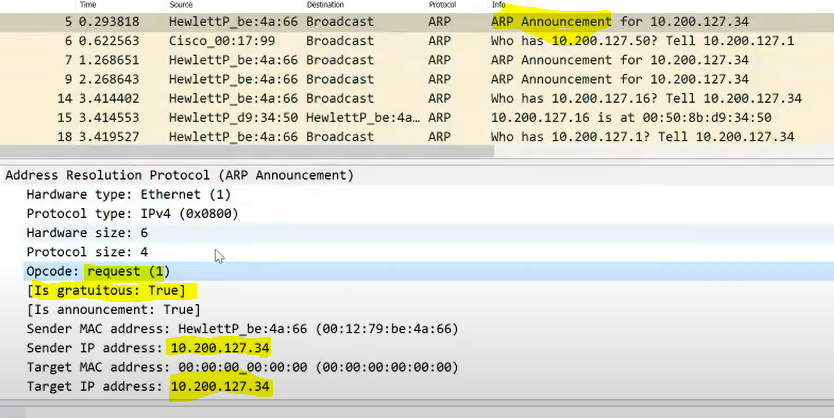 Time Source Destination Protocol Info
5 0.293818 HewlettP_be:4a:66 Broadcast ARP ARP Announcement for 10.200.127.34
6 0.622563 Cisco_00:17:99 Broadcast ARP Who has 10.200.127.50? Tell 10.200.127.1
7 1.268651 HewlettP_be:4a:66 Broadcast ARP ARP Announcement for 10.200.127.34
9 2.268643 HewlettP_be:4a:66 Broadcast ARP ARP Announcement for 10.200.127.34
14 3.414402 HewlettP_be:4a:66 Broadcast ARP Who has 10.200.127.16? Tell 10.200.127.34
15 3.414553 HewlettP_d9:34:50 HewlettP_be:4a… ARP 10.200.127.16 is at 00:50:8b:d9:34:50
18 3.419527 HewlettP_be:4a:66 Broadcast ARP Who has 10.200.127.1? Tell 10.200.127.34
Address Resolution Protocol (ARP Announcement)
Hardware type: Ethernet (1)
Protocol type: IPv4 (0x0800)
Hardware size: 6
Protocol size: 4
Opcode: request (1)
[Is gratuitous: True]
[Is announcement: True]
Sender MAC address: HewlettP_be:4a:66 (00:12:79:be:4a:66)
Sender IP address: 10.200.127.34
Target MAC address: 00:00:00_00:00:00 (00:00:00:00:00:00)
Target IP address: 10.200.127.34